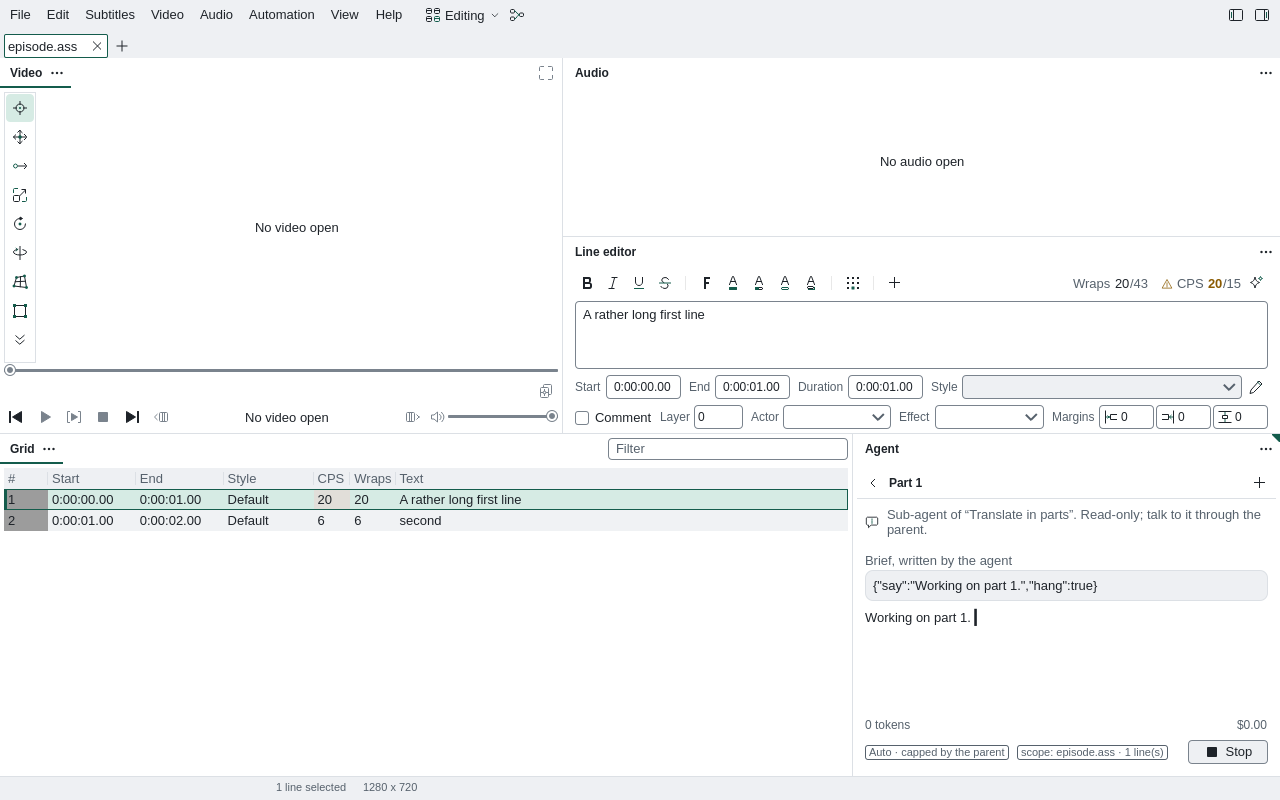 File Edit Subtitles Video Audio Automation View Help Editing
episode.ass
Video
No video open
No video open
Audio
No audio open
Line editor
B I U S F A A A A Wraps 20/43 CPS 20/15
A rather long first line
Start 0:00:00.00 End 0:00:01.00 Duration 0:00:01.00 Style
Comment Layer 0 Actor Effect Margins 0 0 0
Grid
Filter
# Start End Style CPS Wraps Text
1 0:00:00.00 0:00:01.00 Default 20 20 A rather long first line
2 0:00:01.00 0:00:02.00 Default 6 6 second
Agent
Part 1
Sub-agent of “Translate in parts”. Read-only; talk to it through the
parent.
Brief, written by the agent
{"say":"Working on part 1.","hang":true}
Working on part 1.
0 tokens $0.00
Auto · capped by the parent scope: episode.ass · 1 line(s) Stop
1 line selected 1280 x 720